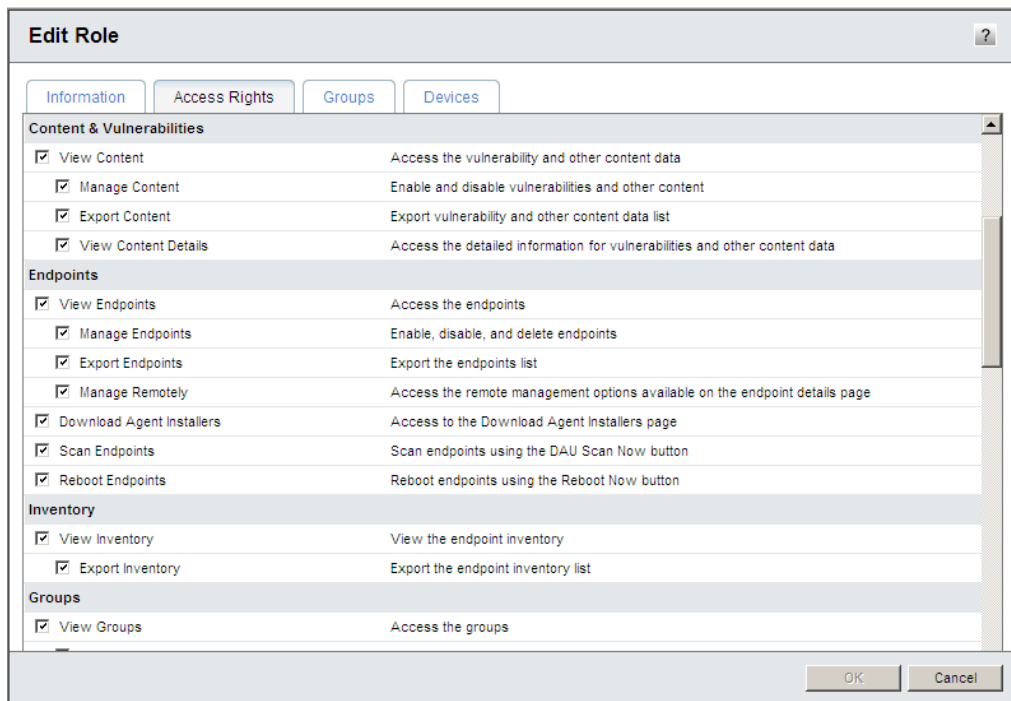 Edit Role
?
Information Access Rights Groups Devices
Content & Vulnerabilities
View Content Access the vulnerability and other content data
Manage Content Enable and disable vulnerabilities and other content
Export Content Export vulnerability and other content data list
View Content Details Access the detailed information for vulnerabilities and other content data
Endpoints
View Endpoints Access the endpoints
Manage Endpoints Enable, disable, and delete endpoints
Export Endpoints Export the endpoints list
Manage Remotely Access the remote management options available on the endpoint details page
Download Agent Installers Access to the Download Agent Installers page
Scan Endpoints Scan endpoints using the DAU Scan Now button
Reboot Endpoints Reboot endpoints using the Reboot Now button
Inventory
View Inventory View the endpoint inventory
Export Inventory Export the endpoint inventory list
Groups
View Groups Access the groups
OK Cancel